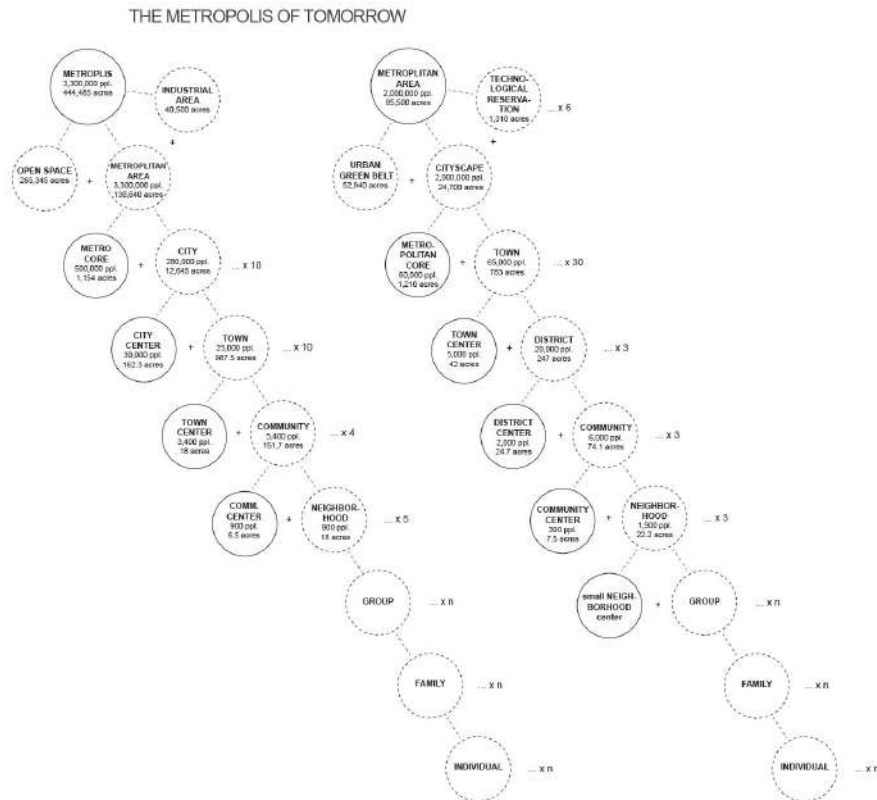 THE METROPOLIS OF TOMORROW
METROPLIS
3,300,000 ppl.
444,485 acres
INDUSTRIAL
AREA
40,500 acres
+
OPEN SPACE
265,345 acres
+
METROPLITAN
AREA
3,300,000 ppl.
138,640 acres
METRO
CORE
500,000 ppl.
1,154 acres
+
CITY
280,000 ppl.
12,645 acres
... x 10
CITY
CENTER
30,000 ppl.
162.3 acres
+
TOWN
25,000 ppl.
987.5 acres
... x 10
TOWN
CENTER
3,400 ppl.
18 acres
+
COMMUNITY
5,400 ppl.
151,7 acres
... x 4
COMM.
CENTER
900 ppl.
6.5 acres
+
NEIGHBOR-
HOOD
900 ppl.
18 acres
... x 5
GROUP
... x n
FAMILY
... x n
INDIVIDUAL
... x n
METROPLITAN
AREA
2,000,000 ppl.
85,500 acres
TECHNO-
LOGICAL
RESERVA-
TION
1,310 acres
... x 6
+
URBAN
GREEN BELT
52,940 acres
+
CITYSCAPE
2,000,000 ppl.
24,700 acres
METRO-
POLITAN
CORE
50,000 ppl.
1,210 acres
+
TOWN
65,000 ppl.
783 acres
... x 30
TOWN
CENTER
5,000 ppl.
42 acres
+
DISTRICT
20,000 ppl.
247 acres
... x 3
DISTRICT
CENTER
2,000 ppl.
24.7 acres
+
COMMUNITY
6,000 ppl.
74.1 acres
... x 3
COMMUNITY
CENTER
300 ppl.
7.5 acres
+
NEIGHBOR-
HOOD
1,900 ppl.
22.2 acres
... x 3
small NEIGH-
BORHOOD
center
+
GROUP
... x n
FAMILY
... x n
INDIVIDUAL
... x n